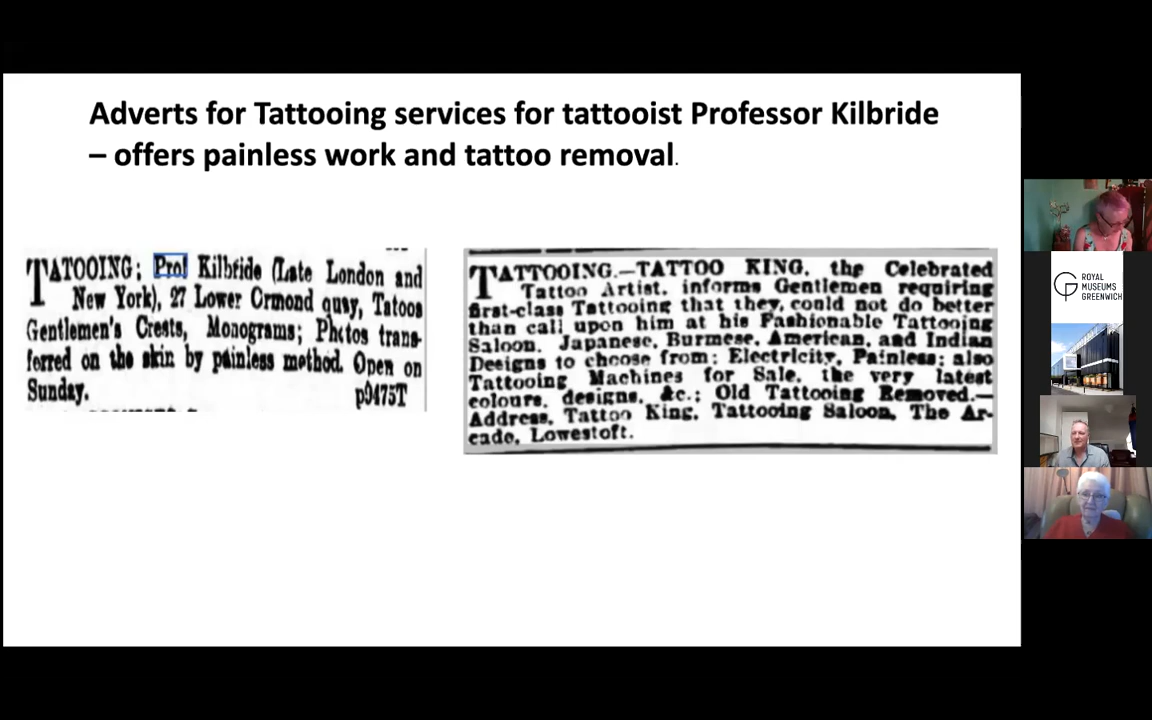 Adverts for Tattooing services for tattooist Professor Kilbride
– offers painless work and tattoo removal.
TATOOING; Prof Kilbride (Late London and
New York), 27 Lower Ormond quay, Tatoos
Gentlemen's Crests, Monograms; Photos trans-
ferred on the skin by painless method. Open on
Sunday. p9475T
TATTOOING.—TATTOO KING, the Celebrated
Tattoo Artist, informs Gentlemen requiring
first-class Tattooing that they could not do better
than call upon him at his Fashionable Tattooing
Saloon. Japanese, Burmese, American, and Indian
Designs to choose from; Electricity, Painless; also
Tattooing Machines for Sale, the very latest
colours, designs, &c.; Old Tattooing Removed.—
Address, Tattoo King, Tattooing Saloon, The Ar-
cade, Lowestoft.
ROYAL
MUSEUMS
GREENWICH